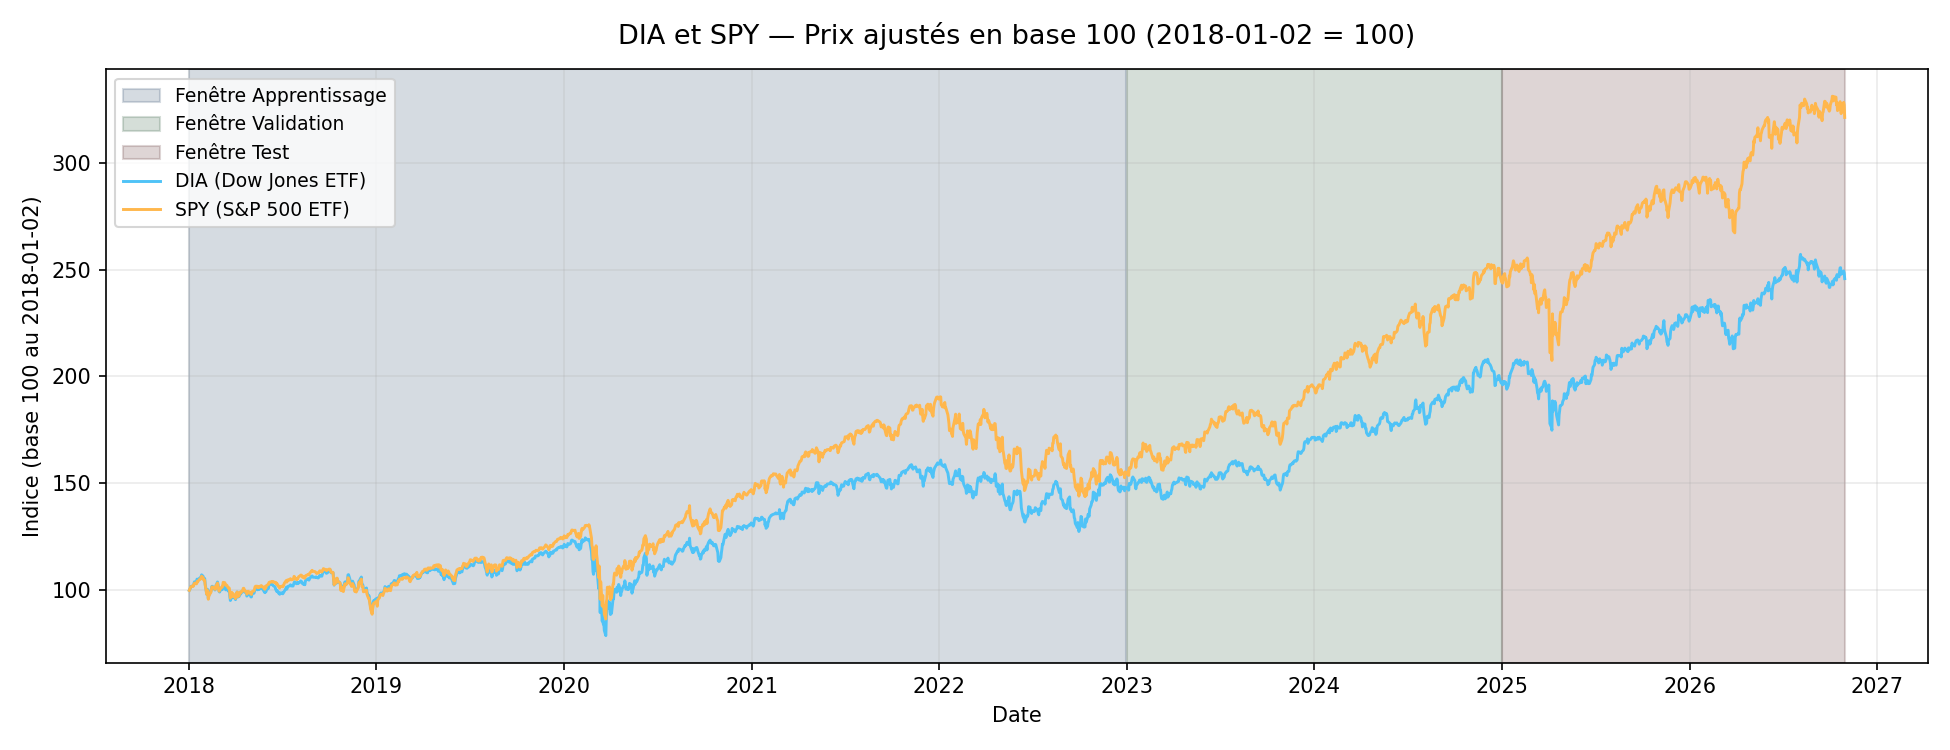 DIA et SPY — Prix ajustés en base 100 (2018-01-02 = 100)
Fenêtre Apprentissage
Fenêtre Validation
Fenêtre Test
DIA (Dow Jones ETF)
SPY (S&P 500 ETF)
Indice (base 100 au 2018-01-02)
300
250
200
150
100
2018 2019 2020 2021 2022 2023 2024 2025 2026 2027
Date